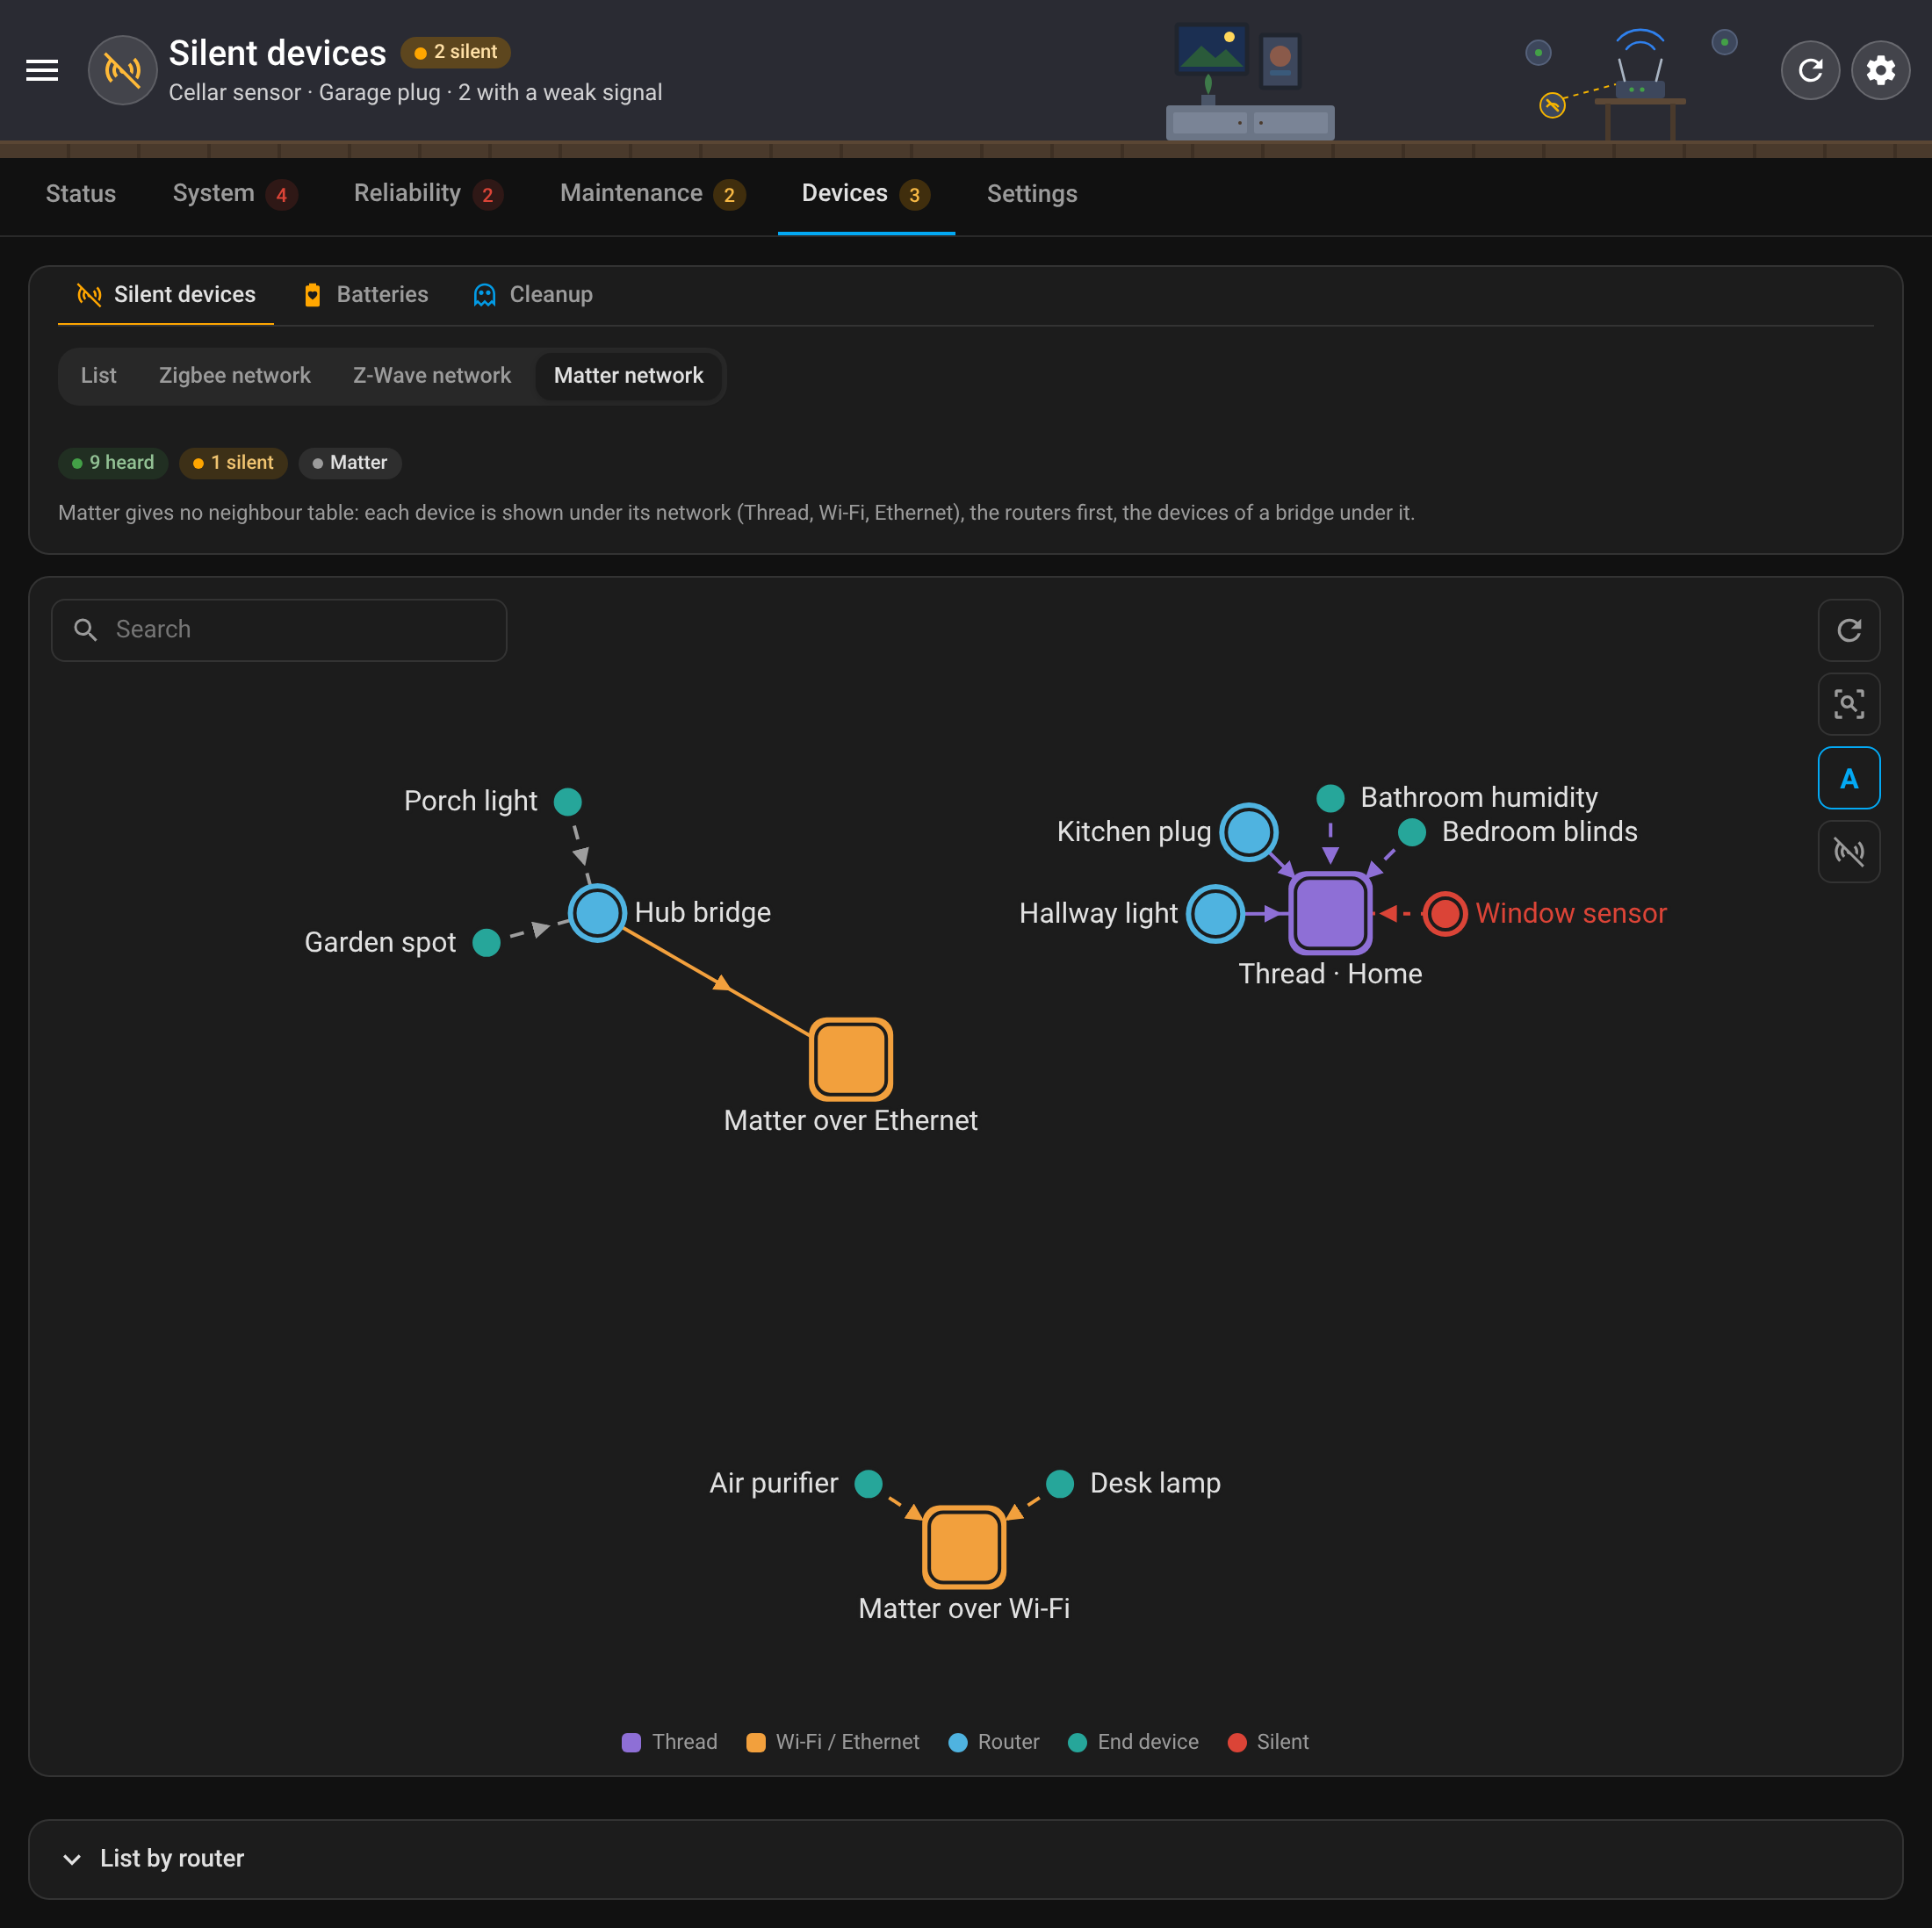 Silent devices
2 silent
Cellar sensor · Garage plug · 2 with a weak signal
Status
System 4
Reliability 2
Maintenance 2
Devices 3
Settings
Silent devices
Batteries
Cleanup
List
Zigbee network
Z-Wave network
Matter network
9 heard
1 silent
Matter
Matter gives no neighbour table: each device is shown under its network (Thread, Wi-Fi, Ethernet), the routers first, the devices of a bridge under it.
Search
A
Porch light
Bathroom humidity
Kitchen plug
Bedroom blinds
Hub bridge
Hallway light
Window sensor
Garden spot
Thread · Home
Matter over Ethernet
Air purifier
Desk lamp
Matter over Wi-Fi
Thread
Wi-Fi / Ethernet
Router
End device
Silent
List by router